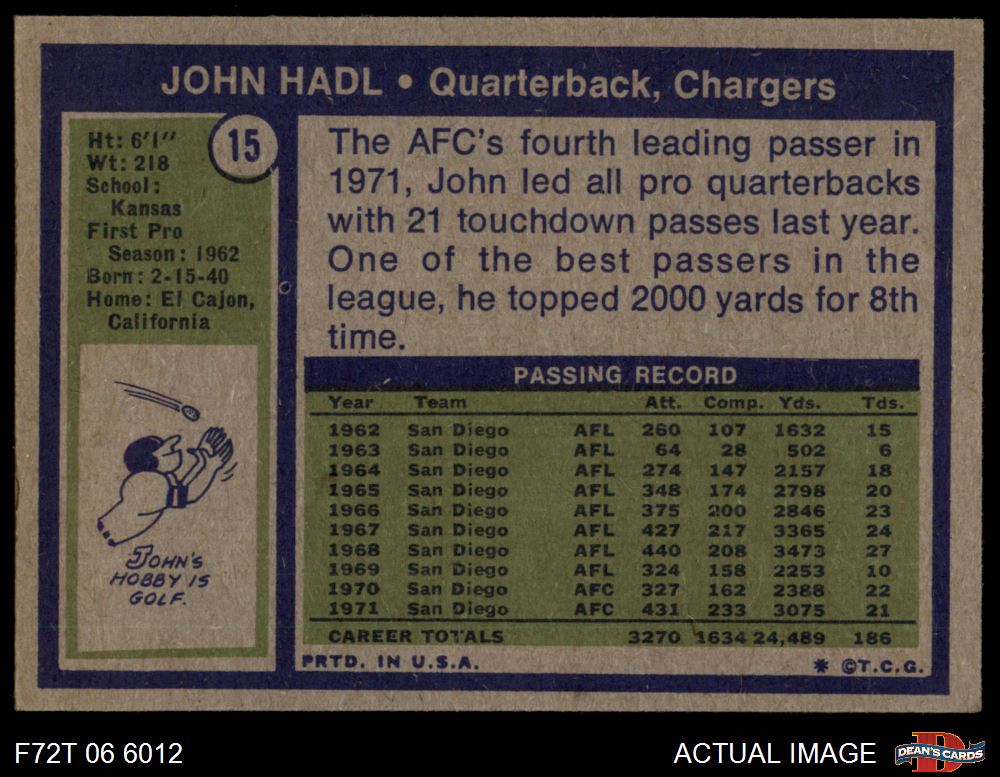 JOHN HADL • Quarterback, Chargers
15
Ht: 6'1"
Wt: 218
School:
Kansas
First Pro
Season: 1962
Born: 2-15-40
Home: El Cajon,
California
JOHN'S
HOBBY IS
GOLF.
The AFC's fourth leading passer in
1971, John led all pro quarterbacks
with 21 touchdown passes last year.
One of the best passers in the
league, he topped 2000 yards for 8th
time.
PASSING RECORD
Year Team Att. Comp. Yds. Tds.
1962 San Diego AFL 260 107 1632 15
1963 San Diego AFL 64 28 502 6
1964 San Diego AFL 274 147 2157 18
1965 San Diego AFL 348 174 2798 20
1966 San Diego AFL 375 200 2846 23
1967 San Diego AFL 427 217 3365 24
1968 San Diego AFL 440 208 3473 27
1969 San Diego AFL 324 158 2253 10
1970 San Diego AFC 327 162 2388 22
1971 San Diego AFC 431 233 3075 21
CAREER TOTALS 3270 1634 24,489 186
PRTD. IN U.S.A. * ©T.C.G.
F72T 06 6012 ACTUAL IMAGE
D
DEAN'S CARDS